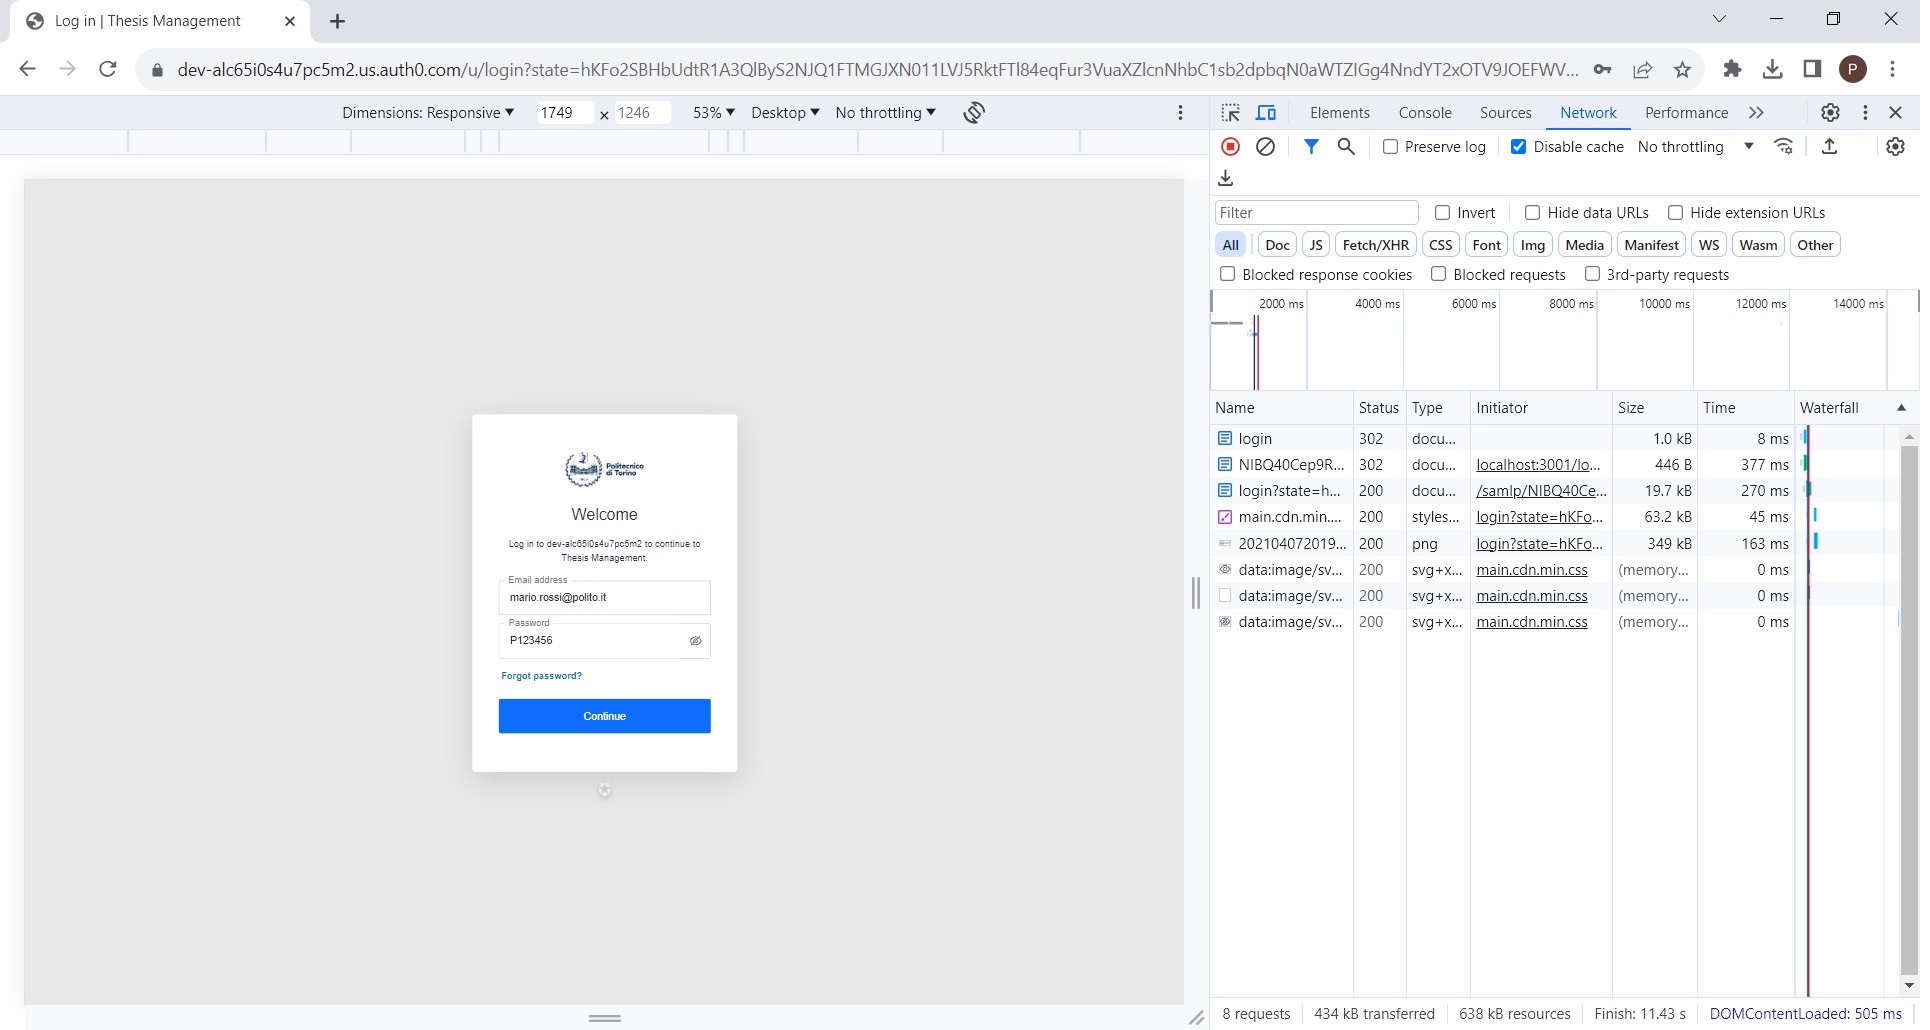 Log in | Thesis Management
dev-alc65i0s4u7pc5m2.us.auth0.com/u/login?state=hKFo2SBHbUdtR1A3QlByS2NJQ1FTMGJXN011LVJ5RktFTl84eqFur3VuaXZlcnNhbC1sb2dpbqN0aWTZIGg4NndYT2xOTV9JOEFWV...
P
Dimensions: Responsive 1749 × 1246 53% Desktop No throttling
Elements Console Sources Network Performance
Preserve log Disable cache No throttling
Filter Invert Hide data URLs Hide extension URLs
All Doc JS Fetch/XHR CSS Font Img Media Manifest WS Wasm Other
Blocked response cookies Blocked requests 3rd-party requests
2000 ms 4000 ms 6000 ms 8000 ms 10000 ms 12000 ms 14000 ms
Name Status Type Initiator Size Time Waterfall
login 302 docu... 1.0 kB 8 ms
NIBQ40Cep9R... 302 docu... localhost:3001/lo... 446 B 377 ms
login?state=h... 200 docu... /samlp/NIBQ40Ce... 19.7 kB 270 ms
main.cdn.min.... 200 styles... login?state=hKFo... 63.2 kB 45 ms
202104072019... 200 png login?state=hKFo... 349 kB 163 ms
data:image/sv... 200 svg+x... main.cdn.min.css (memory... 0 ms
data:image/sv... 200 svg+x... main.cdn.min.css (memory... 0 ms
data:image/sv... 200 svg+x... main.cdn.min.css (memory... 0 ms
8 requests 434 kB transferred 638 kB resources Finish: 11.43 s DOMContentLoaded: 505 ms
Politecnico
di Torino
Welcome
Log in to dev-alc65i0s4u7pc5m2 to continue to
Thesis Management.
Email address
mario.rossi@polito.it
Password
P123456
Forgot password?
Continue